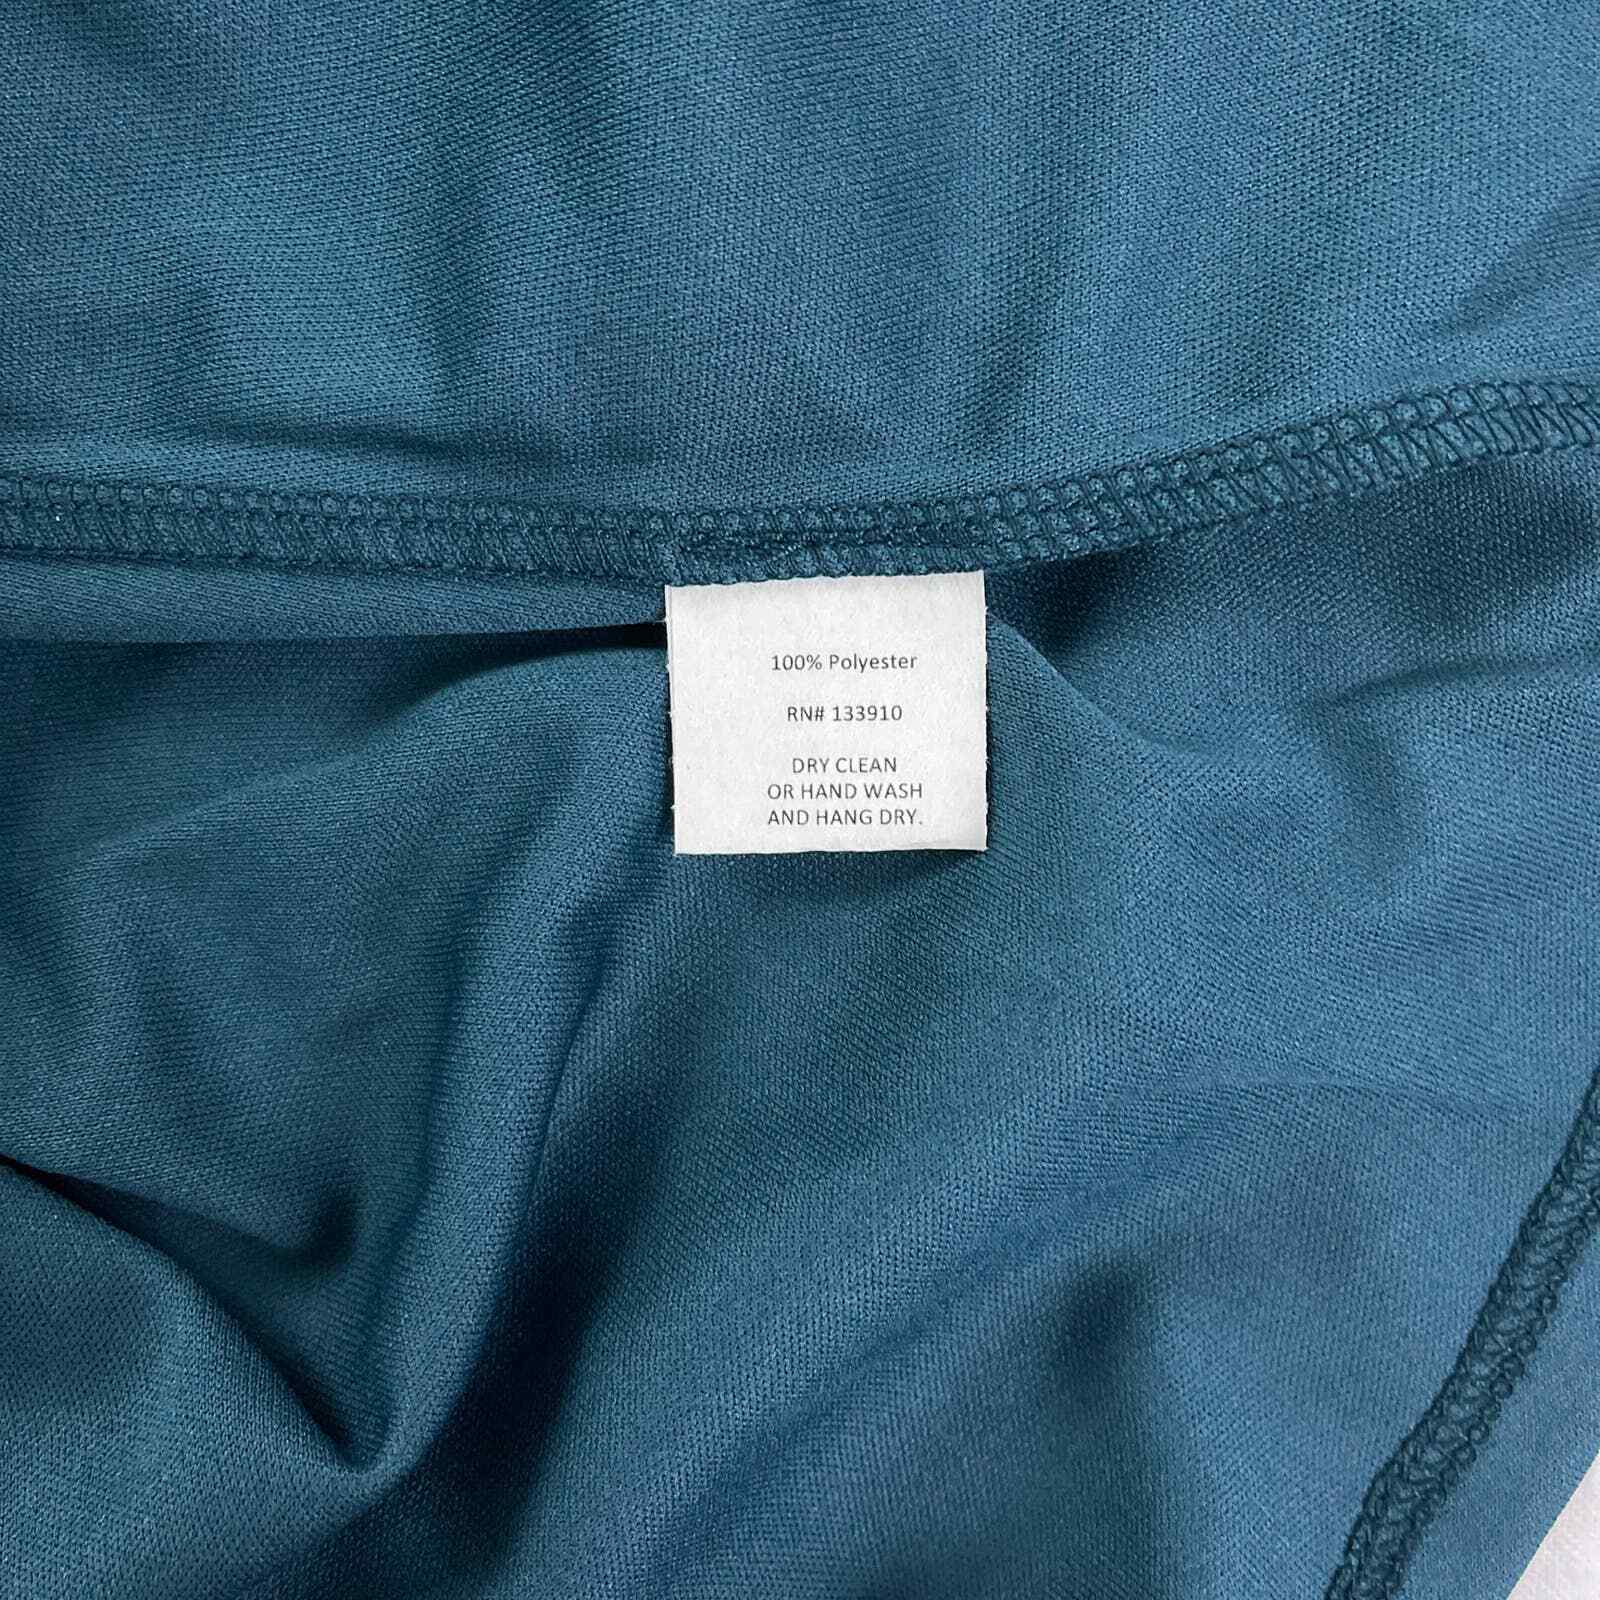 100% Polyester
RN# 133910
DRY CLEAN
OR HAND WASH
AND HANG DRY.